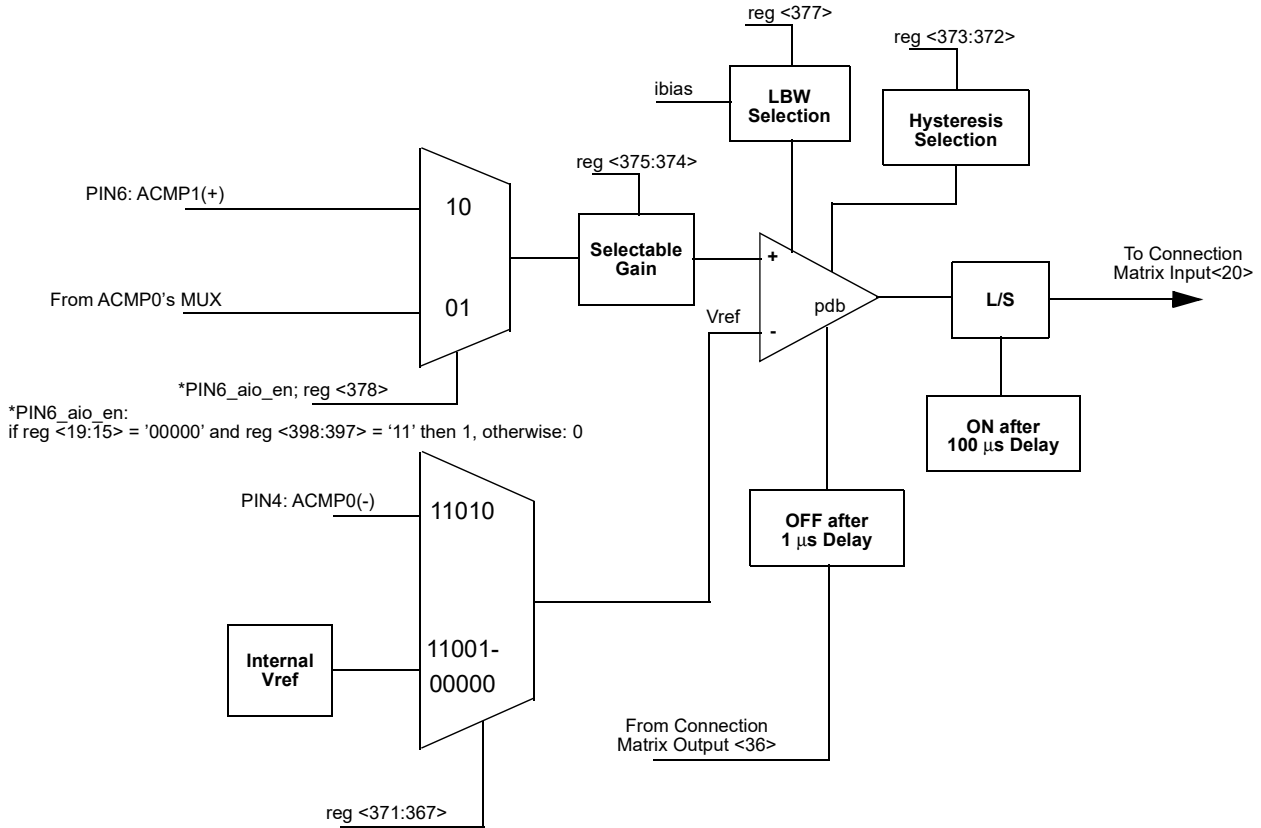 reg <377>
reg <373:372>
ibias
LBW
Selection
Hysteresis
Selection
reg <375:374>
PIN6: ACMP1(+)
10
Selectable
Gain
+
To Connection
Matrix Input<20>
From ACMP0's MUX
01
Vref
pdb
-
L/S
*PIN6_aio_en; reg <378>
*PIN6_aio_en:
if reg <19:15> = '00000' and reg <398:397> = ‘11’ then 1, otherwise: 0
ON after
100 μs Delay
PIN4: ACMP0(-)
11010
OFF after
1 μs Delay
Internal
Vref
11001-
00000
From Connection
Matrix Output <36>
reg <371:367>